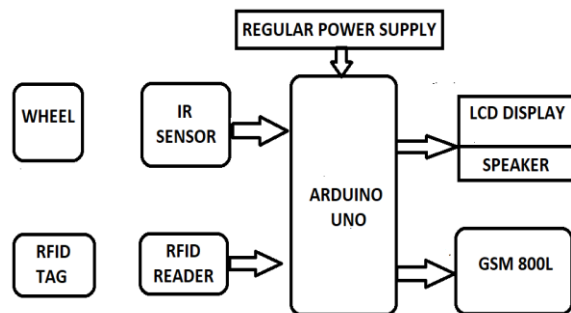 REGULAR POWER SUPPLY
WHEEL
IR
SENSOR
LCD DISPLAY
SPEAKER
ARDUINO
UNO
RFID
TAG
RFID
READER
GSM 800L